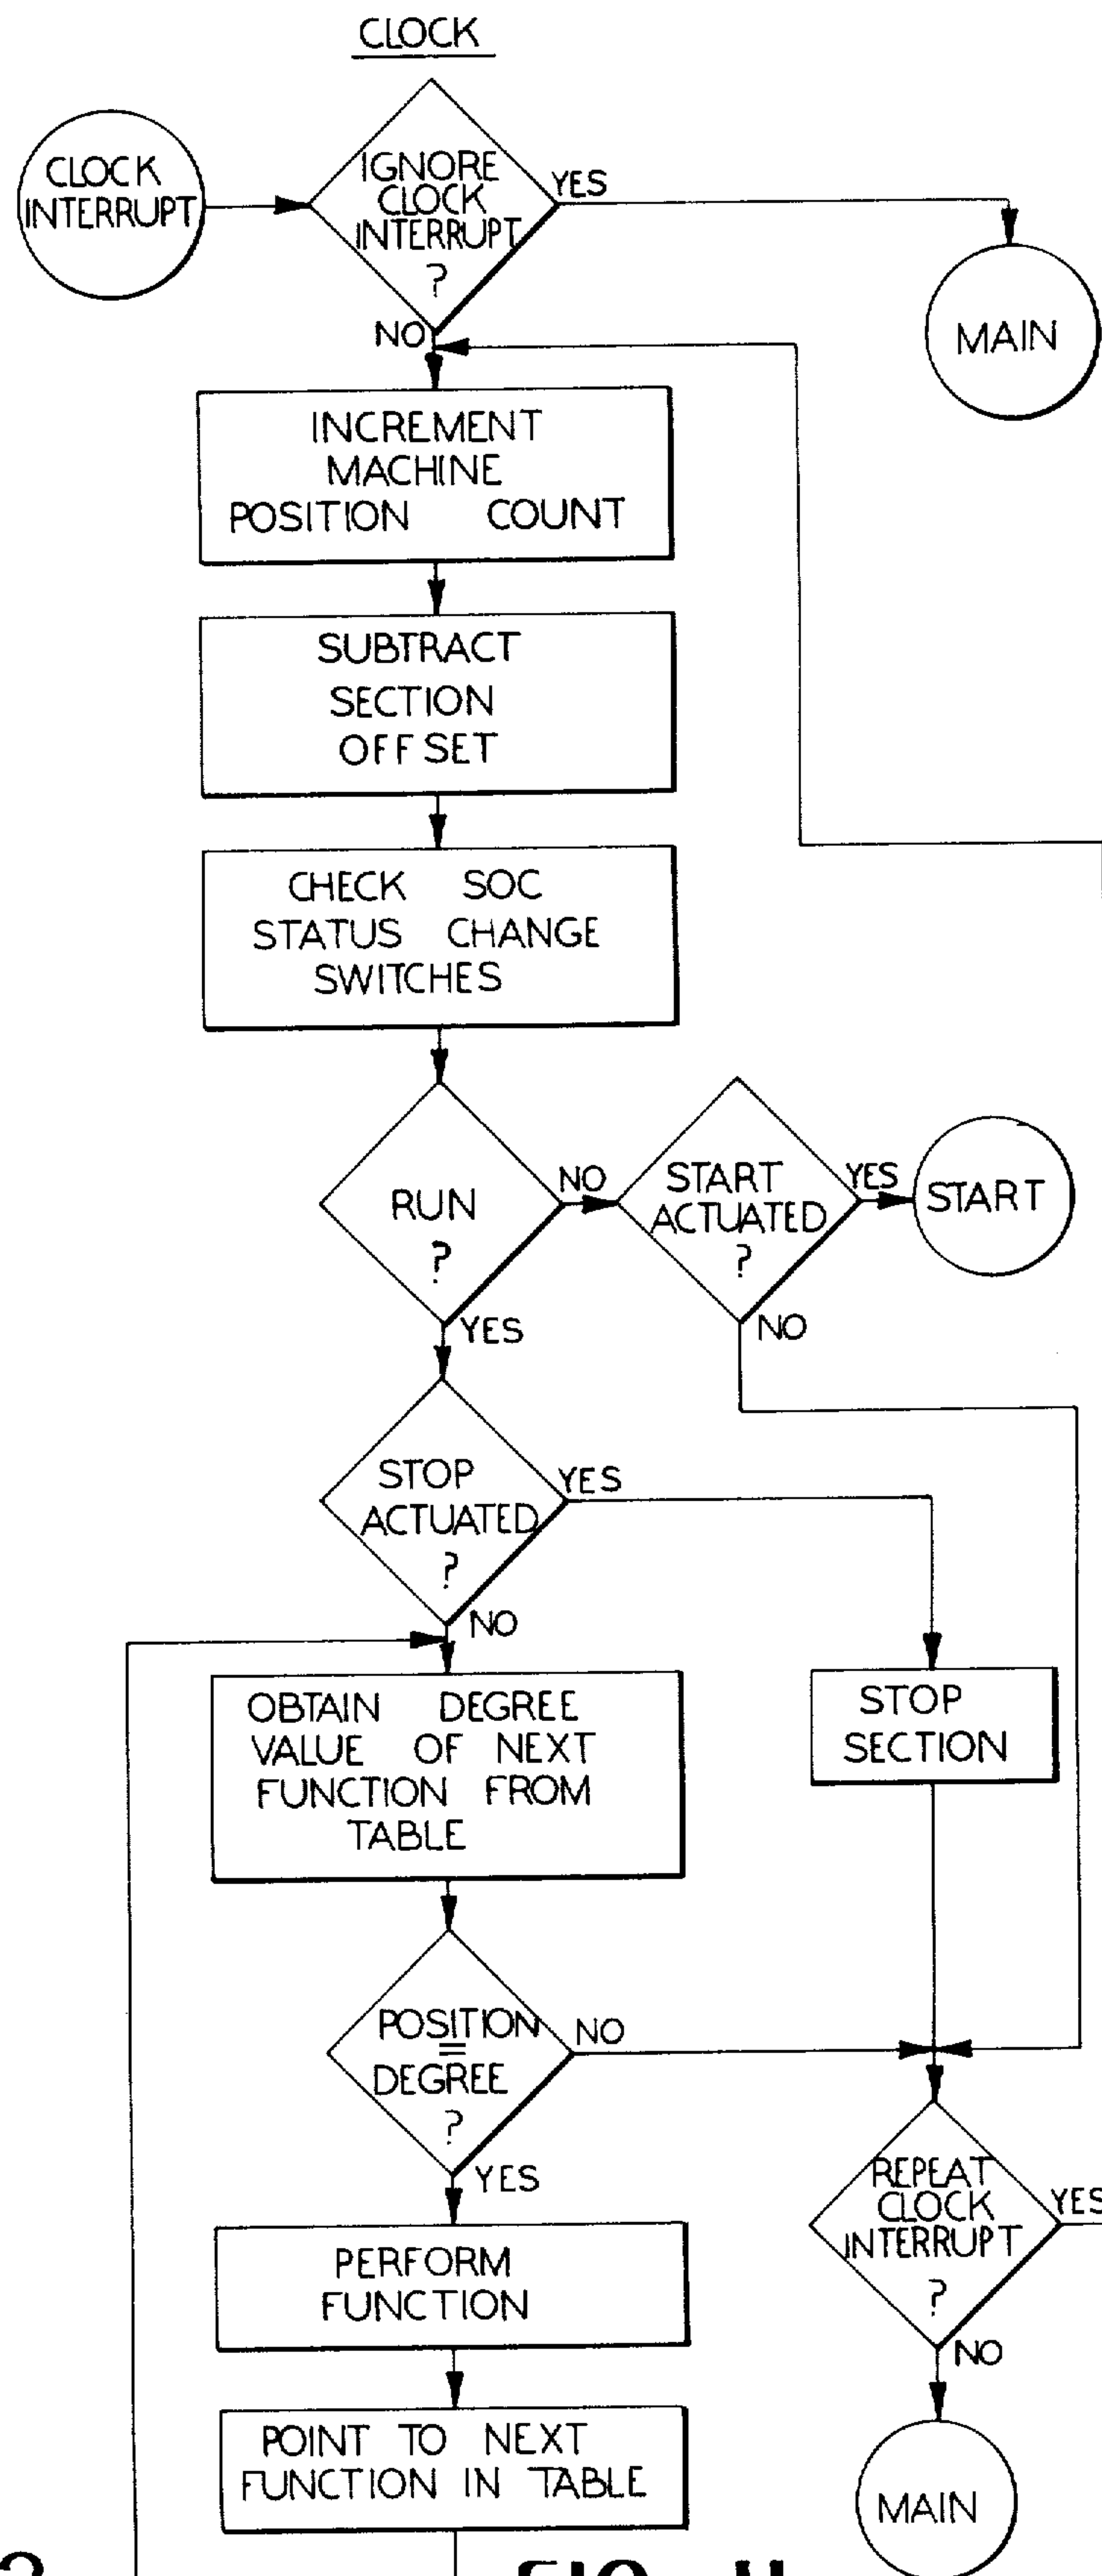 CLOCK
CLOCK
INTERRUPT
IGNORE
CLOCK
INTERRUPT
?
YES
MAIN
NO
INCREMENT
MACHINE
POSITION COUNT
SUBTRACT
SECTION
OFFSET
CHECK SOC
STATUS CHANGE
SWITCHES
RUN
?
NO
START
ACTUATED
?
YES
START
YES
NO
STOP
ACTUATED
?
YES
NO
STOP
SECTION
OBTAIN DEGREE
VALUE OF NEXT
FUNCTION FROM
TABLE
POSITION
=
DEGREE
?
NO
YES
REPEAT
CLOCK
INTERRUPT
?
YES
NO
MAIN
PERFORM
FUNCTION
POINT TO NEXT
FUNCTION IN TABLE